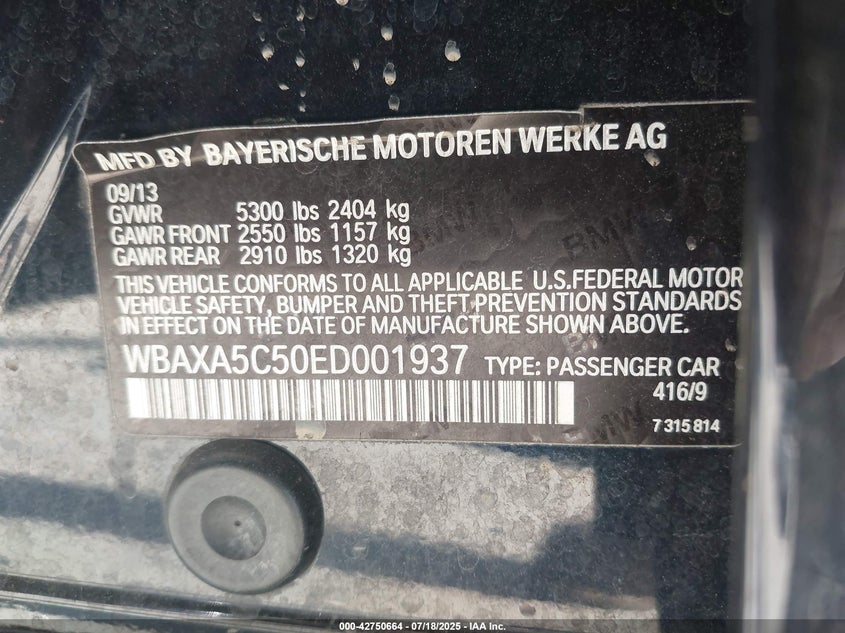 MFD BY BAYERISCHE MOTOREN WERKE AG
09/13
GVWR 5300 lbs 2404 kg
GAWR FRONT 2550 lbs 1157 kg
GAWR REAR 2910 lbs 1320 kg
THIS VEHICLE CONFORMS TO ALL APPLICABLE U.S.FEDERAL MOTOR
VEHICLE SAFETY, BUMPER AND THEFT PREVENTION STANDARDS
IN EFFECT ON DATE OF MANUFACTURE SHOWN ABOVE.
WBAXA5C50ED001937 TYPE: PASSENGER CAR
416/9
7 315 814
BMW
BMW
BMW
000-42750664 - 07/18/2025 - IAA Inc.